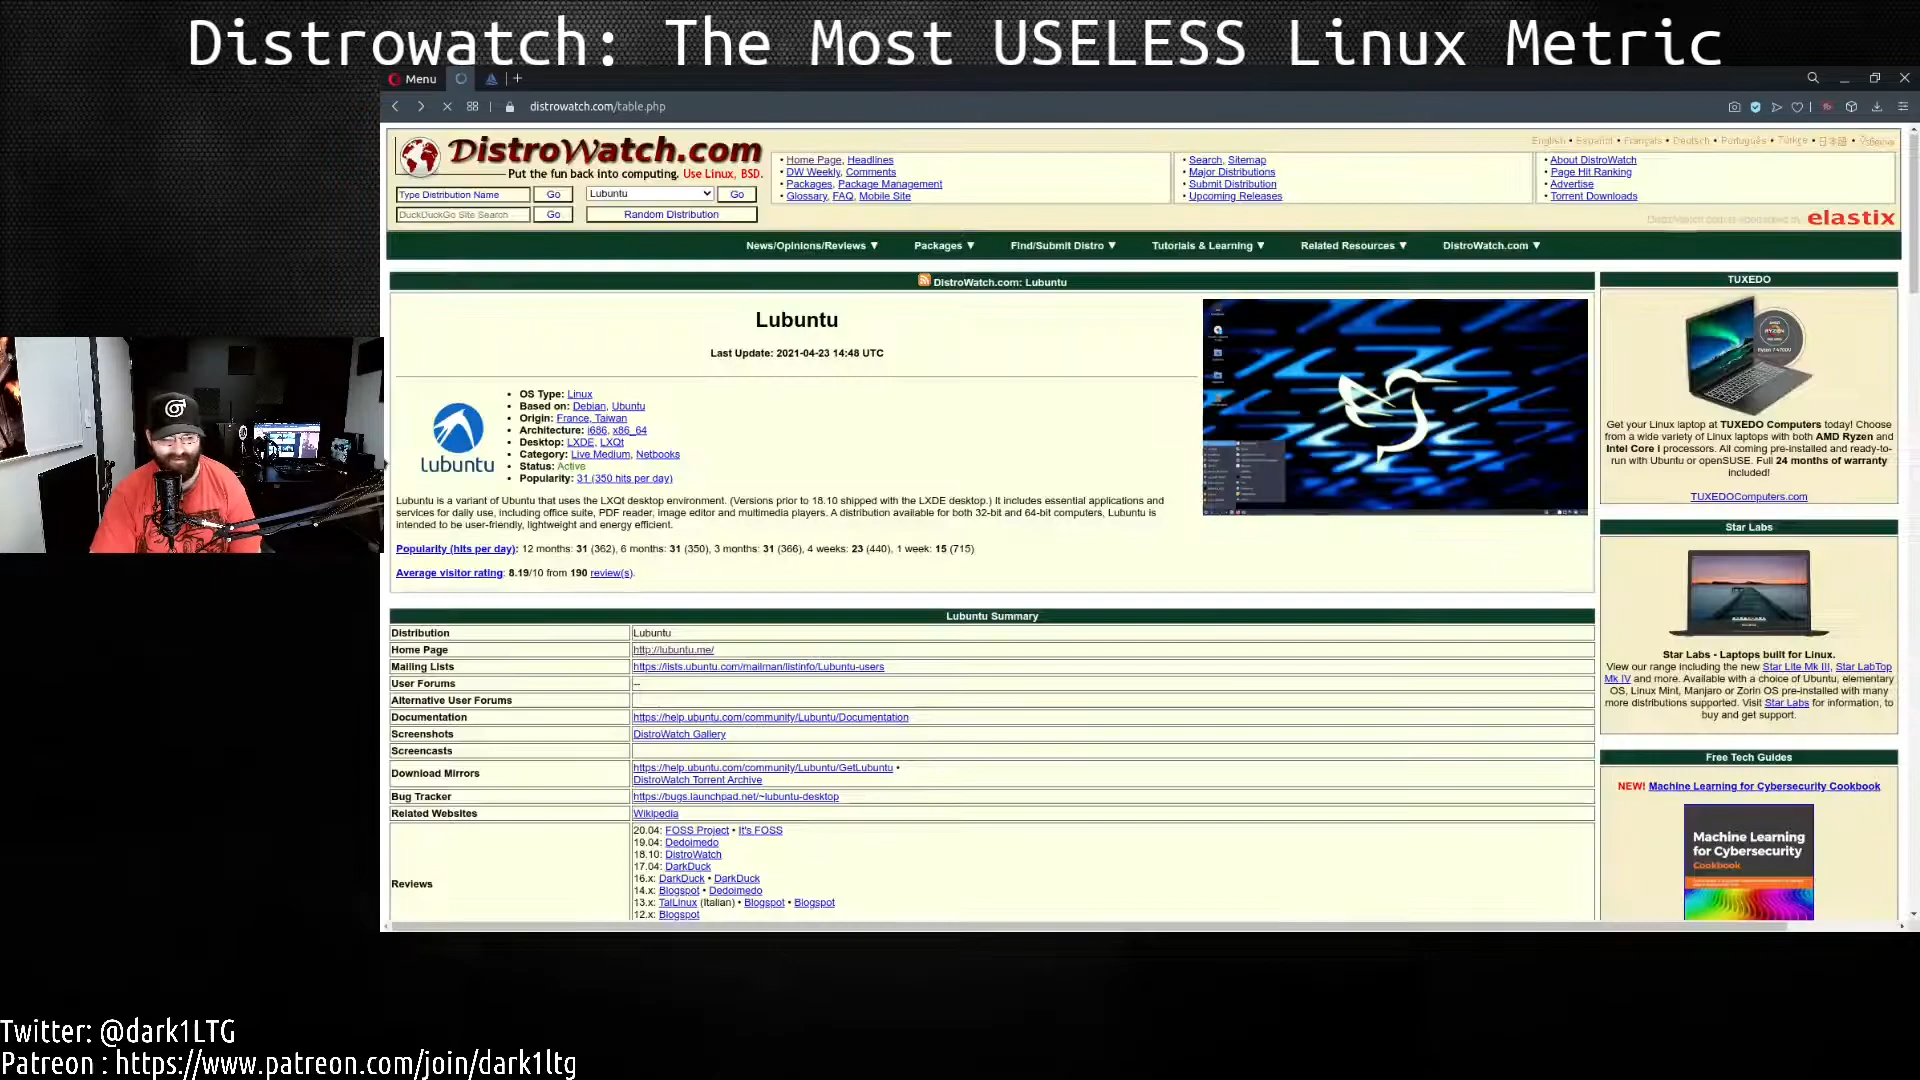 Distrowatch: The Most USELESS Linux Metric
Menu
distrowatch.com/table.php
DistroWatch.com
Put the fun back into computing. Use Linux, BSD.
Type Distribution Name Go Lubuntu Go
DuckDuckGo Site Search Go Random Distribution
• Home Page, Headlines
• DW Weekly, Comments
• Packages, Package Management
• Glossary, FAQ, Mobile Site
• Search, Sitemap
• Major Distributions
• Submit Distribution
• Upcoming Releases
English • Español • Français • Deutsch • Português • Türkçe • 日本語 •
• About DistroWatch
• Page Hit Ranking
• Advertise
• Torrent Downloads
elastix
News/Opinions/Reviews ▼ Packages ▼ Find/Submit Distro ▼ Tutorials & Learning ▼ Related Resources ▼ DistroWatch.com ▼
DistroWatch.com: Lubuntu
Lubuntu
Last Update: 2021-04-23 14:48 UTC
Lubuntu
• OS Type: Linux
• Based on: Debian, Ubuntu
• Origin: France, Taiwan
• Architecture: i686, x86_64
• Desktop: LXDE, LXQt
• Category: Live Medium, Netbooks
• Status: Active
• Popularity: 31 (350 hits per day)
Lubuntu is a variant of Ubuntu that uses the LXQt desktop environment. (Versions prior to 18.10 shipped with the LXDE desktop.) It includes essential applications and
services for daily use, including office suite, PDF reader, image editor and multimedia players. A distribution available for both 32-bit and 64-bit computers, Lubuntu is
intended to be user-friendly, lightweight and energy efficient.
Popularity (hits per day): 12 months: 31 (362), 6 months: 31 (350), 3 months: 31 (366), 4 weeks: 23 (440), 1 week: 15 (715)
Average visitor rating: 8.19/10 from 190 review(s).
Lubuntu Summary
Distribution Lubuntu
Home Page http://lubuntu.me/
Mailing Lists https://lists.ubuntu.com/mailman/listinfo/Lubuntu-users
User Forums --
Alternative User Forums
Documentation https://help.ubuntu.com/community/Lubuntu/Documentation
Screenshots DistroWatch Gallery
Screencasts
Download Mirrors https://help.ubuntu.com/community/Lubuntu/GetLubuntu •
DistroWatch Torrent Archive
Bug Tracker https://bugs.launchpad.net/~lubuntu-desktop
Related Websites Wikipedia
Reviews
20.04: FOSS Project • It's FOSS
19.04: Dedoimedo
18.10: DistroWatch
17.04: DarkDuck
16.x: DarkDuck • DarkDuck
14.x: Blogspot • Dedoimedo
13.x: TaiLinux (Italian) • Blogspot • Blogspot
12.x: Blogspot
TUXEDO
AMD
RYZEN
Ryzen 7 4700U
Get your Linux laptop at TUXEDO Computers today! Choose
from a wide variety of Linux laptops with both AMD Ryzen and
Intel Core I processors. All coming pre-installed and ready-to-
run with Ubuntu or openSUSE. Full 24 months of warranty
included!
TUXEDOComputers.com
Star Labs
Star Labs - Laptops built for Linux.
View our range including the new Star Lite Mk III, Star LabTop
Mk IV and more. Available with a choice of Ubuntu, elementary
OS, Linux Mint, Manjaro or Zorin OS pre-installed with many
more distributions supported. Visit Star Labs for information, to
buy and get support.
Free Tech Guides
NEW! Machine Learning for Cybersecurity Cookbook
Machine Learning
for Cybersecurity
Cookbook
Twitter: @dark1LTG
Patreon : https://www.patreon.com/join/dark1ltg